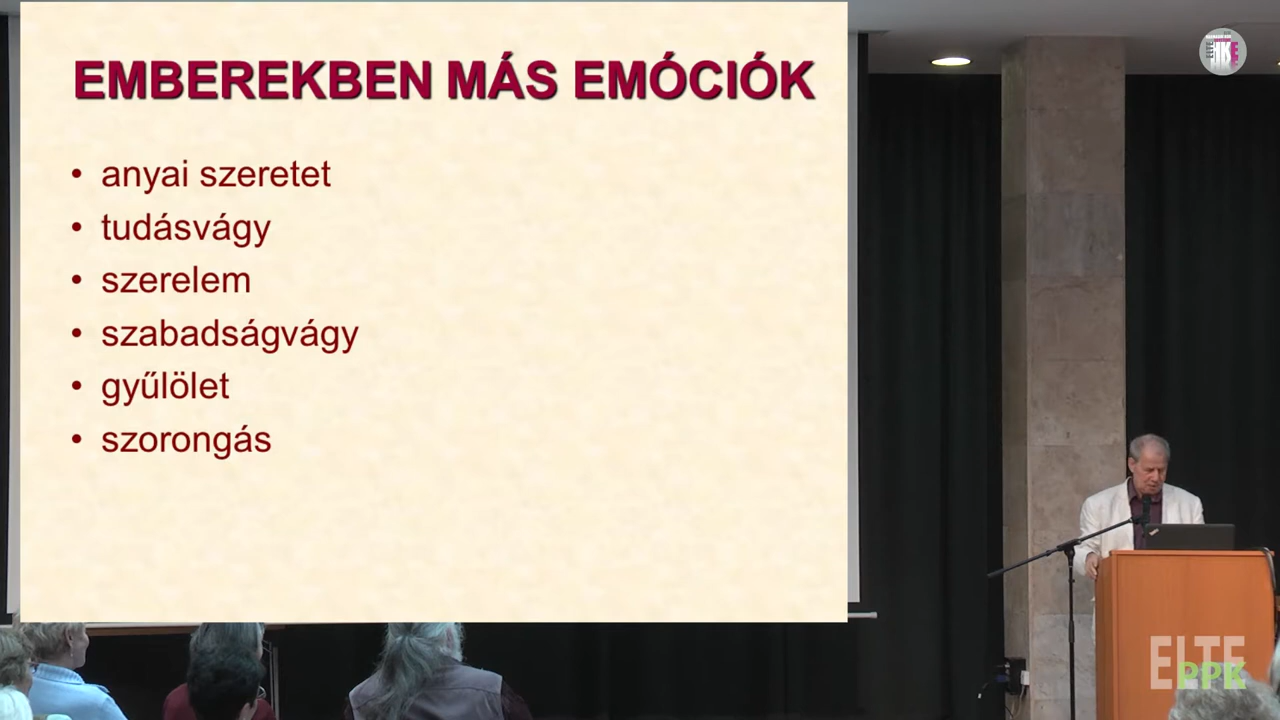 EMBEREKBEN MÁS EMÓCIÓK
• anyai szeretet
• tudásvágy
• szerelem
• szabadságvágy
• gyűlölet
• szorongás
ELTE
PPK